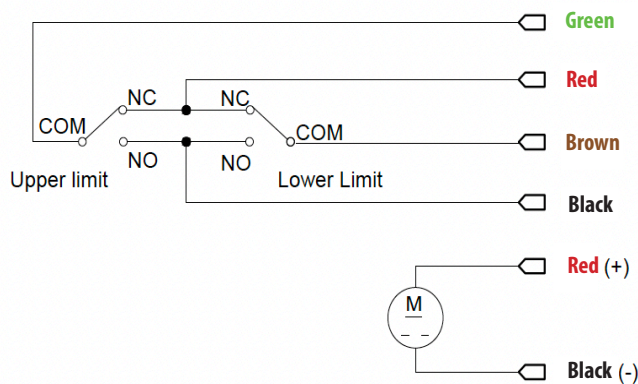 Green
Red
NC
NC
COM
COM
Brown
NO
NO
Upper limit
Lower Limit
Black
Red (+)
M
Black (-)